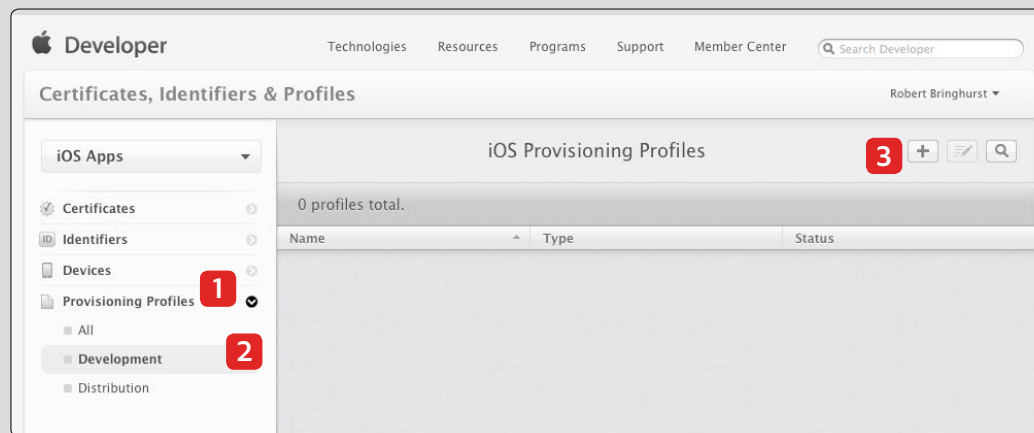 Developer
Technologies Resources Programs Support Member Center Search Developer
Certificates, Identifiers & Profiles
Robert Bringhurst
iOS Apps
iOS Provisioning Profiles
3
0 profiles total.
Name Type Status
Certificates
ID Identifiers
Devices
Provisioning Profiles 1
All
Development 2
Distribution